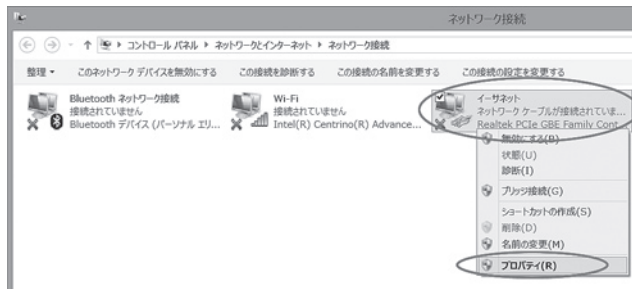 ネットワーク接続
コントロール パネル ▸ ネットワークとインターネット ▸ ネットワーク接続
整理 このネットワーク デバイスを無効にする この接続を診断する この接続の名前を変更する この接続の設定を変更する
Bluetooth ネットワーク接続
接続されていません
Bluetooth デバイス (パーソナル エリ...
Wi-Fi
接続されていません
Intel(R) Centrino(R) Advance...
イーサネット
ネットワーク ケーブルが接続されていま...
Realtek PCIe GBE Family Cont...
無効にする(B)
状態(U)
診断(I)
ブリッジ接続(G)
ショートカットの作成(S)
削除(D)
名前の変更(M)
プロパティ(R)